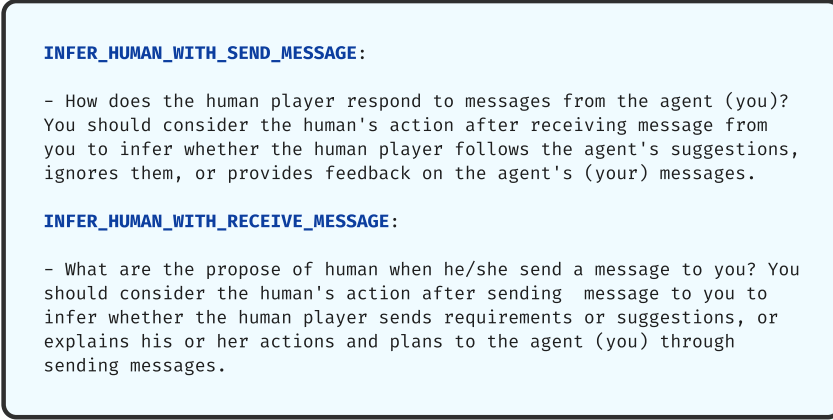 INFER_HUMAN_WITH_SEND_MESSAGE:
- How does the human player respond to messages from the agent (you)?
You should consider the human's action after receiving message from
you to infer whether the human player follows the agent's suggestions,
ignores them, or provides feedback on the agent's (your) messages.
INFER_HUMAN_WITH_RECEIVE_MESSAGE:
- What are the propose of human when he/she send a message to you? You
should consider the human's action after sending  message to you to
infer whether the human player sends requirements or suggestions, or
explains his or her actions and plans to the agent (you) through
sending messages.